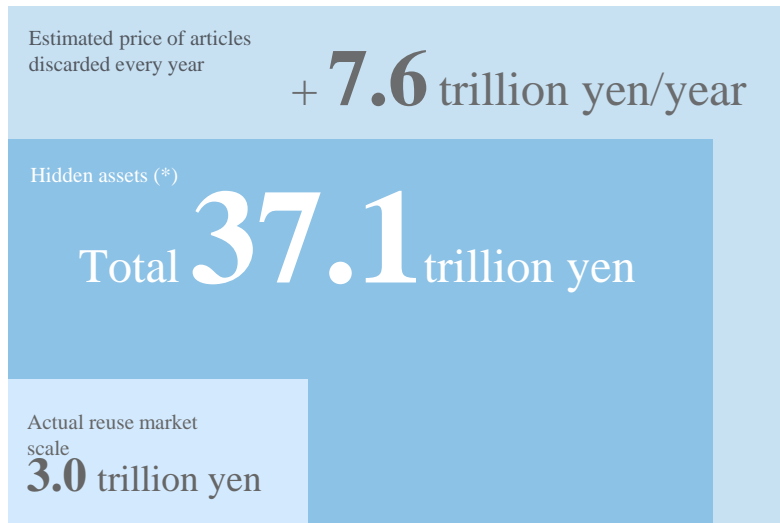 Estimated price of articles
discarded every year
+ 7.6 trillion yen/year
Hidden assets (*)
Total 37.1 trillion yen
Actual reuse market
scale
3.0 trillion yen